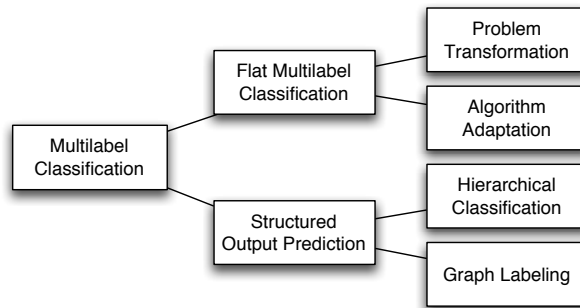 Multilabel
Classification
Flat Multilabel
Classification
Structured
Output Prediction
Problem
Transformation
Algorithm
Adaptation
Hierarchical
Classification
Graph Labeling